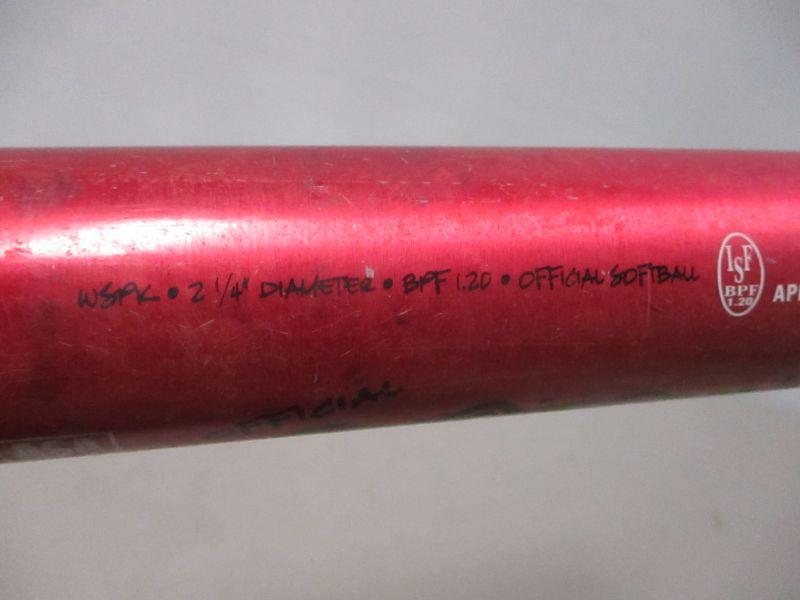 WSPK • 2 1/4" DIAMETER • BPF 1.20 • OFFICIAL SOFTBALL
ISF
BPF
1.20